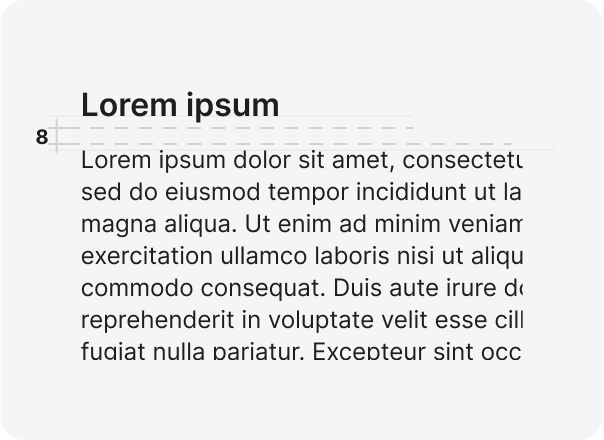 Lorem ipsum
8
Lorem ipsum dolor sit amet, consectetu
sed do eiusmod tempor incididunt ut la
magna aliqua. Ut enim ad minim veniam
exercitation ullamco laboris nisi ut aliqu
commodo consequat. Duis aute irure do
reprehenderit in voluptate velit esse cill
fugiat nulla pariatur. Excepteur sint occ